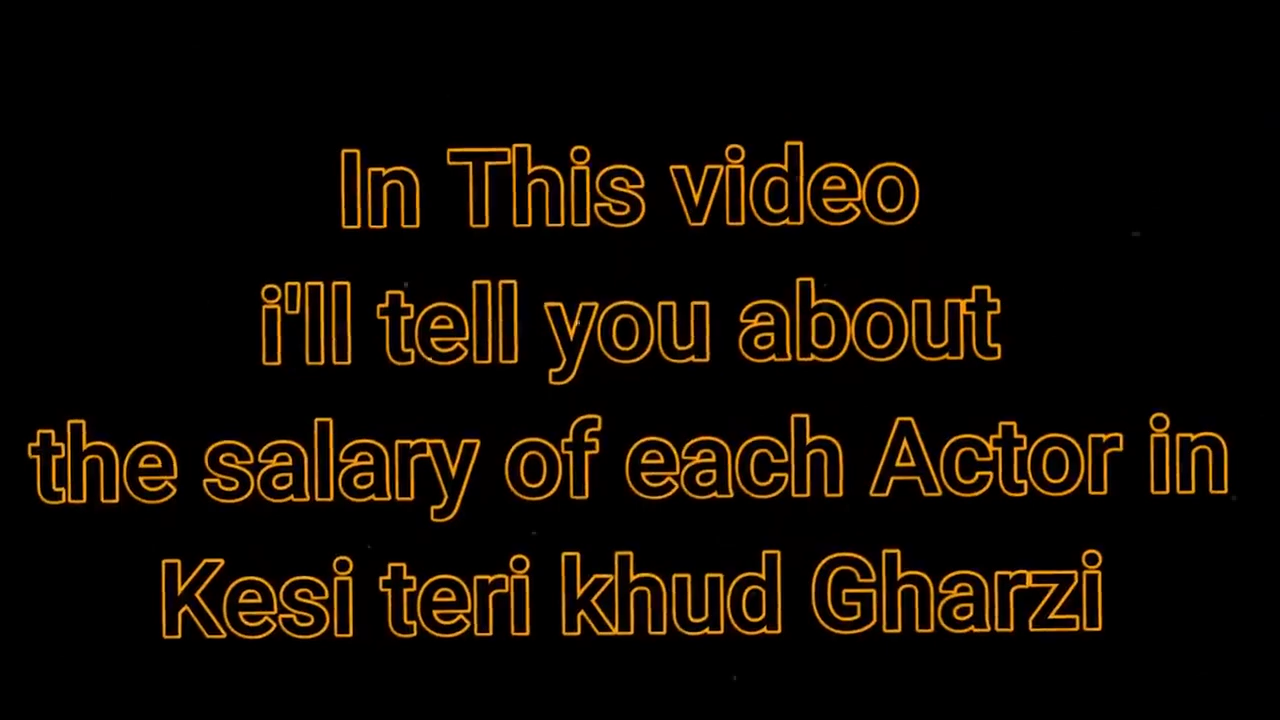 In This video
i'll tell you about
the salary of each Actor in
Kesi teri khud Gharzi